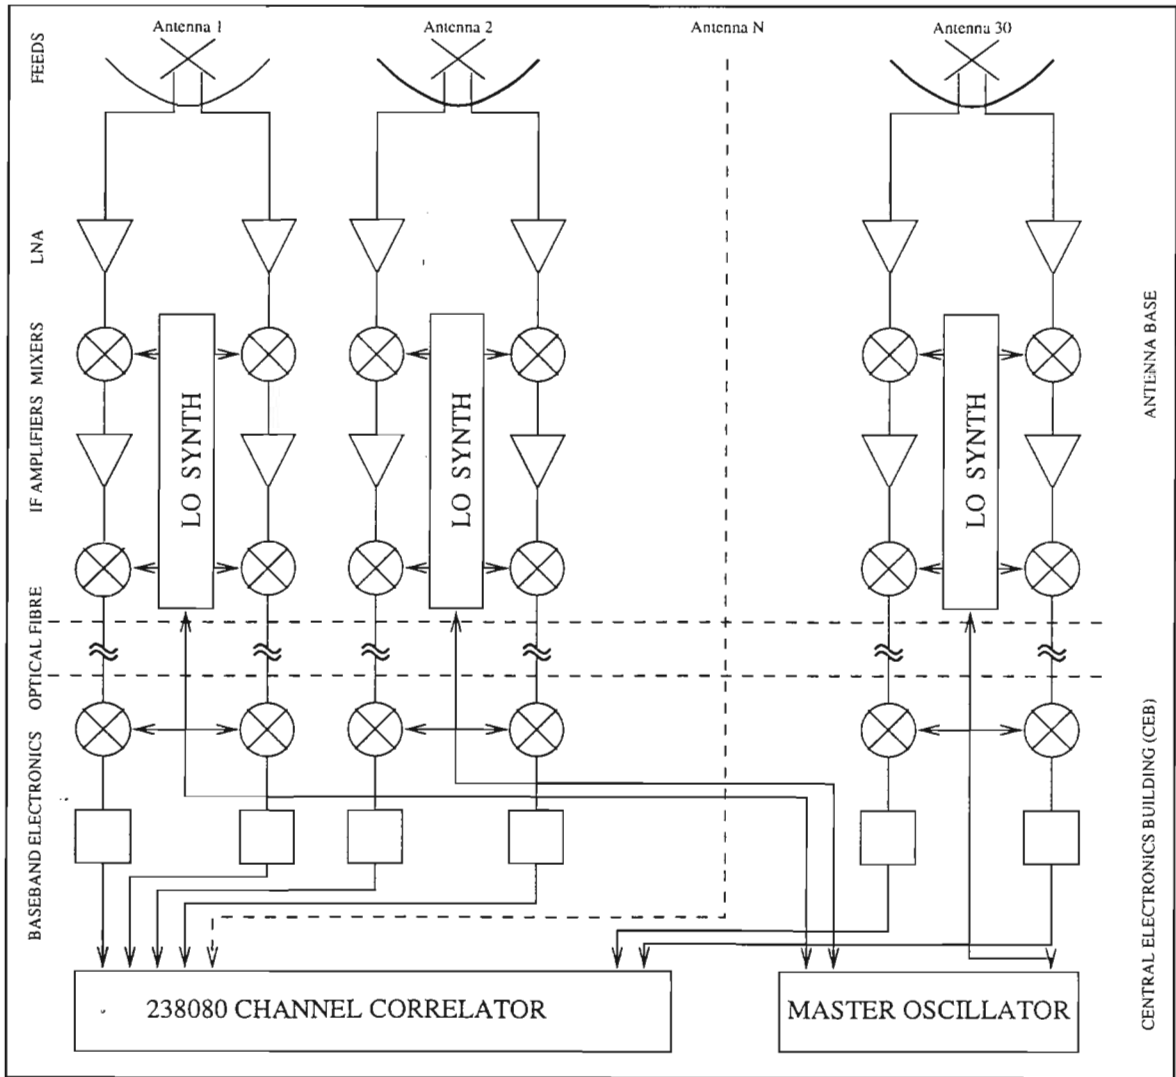 Antenna 1
Antenna 2
Antenna N
Antenna 30
FEEDS
LNA
MIXERS
IF AMPLIFIERS
OPTICAL FIBRE
BASEBAND ELECTRONICS
LO SYNTH
LO SYNTH
LO SYNTH
ANTENNA BASE
CENTRAL ELECTRONICS BUILDING (CEB)
238080 CHANNEL CORRELATOR
MASTER OSCILLATOR